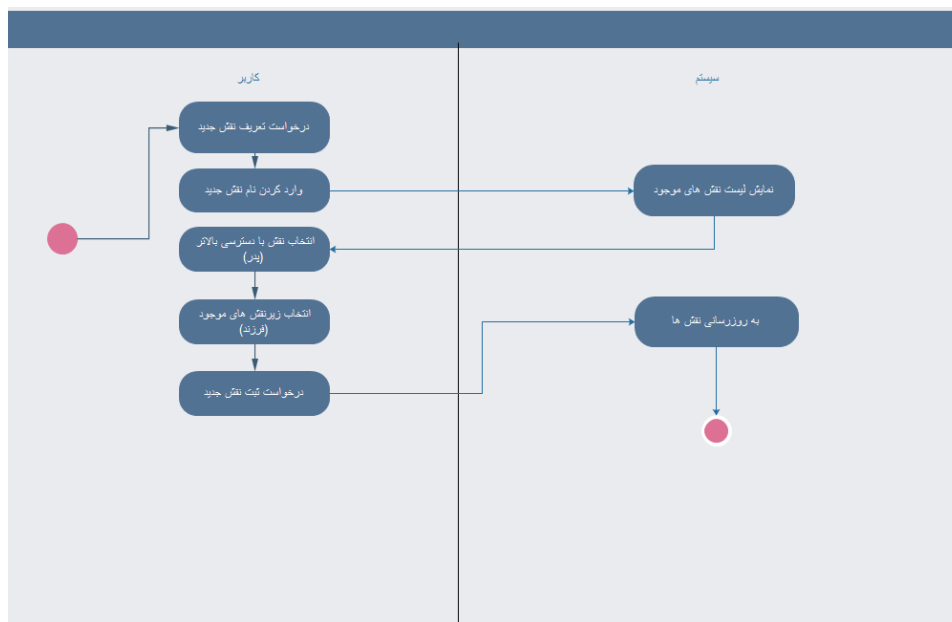 کاربر
سیستم
درخواست تعریف نقش جدید
وارد کردن نام نقش جدید
نمایش لیست نقش های موجود
انتخاب نقش با دسترسی بالاتر
(پدر)
انتخاب زیرنقش های موجود
(فرزند)
به روزرسانی نقش ها
درخواست ثبت نقش جدید